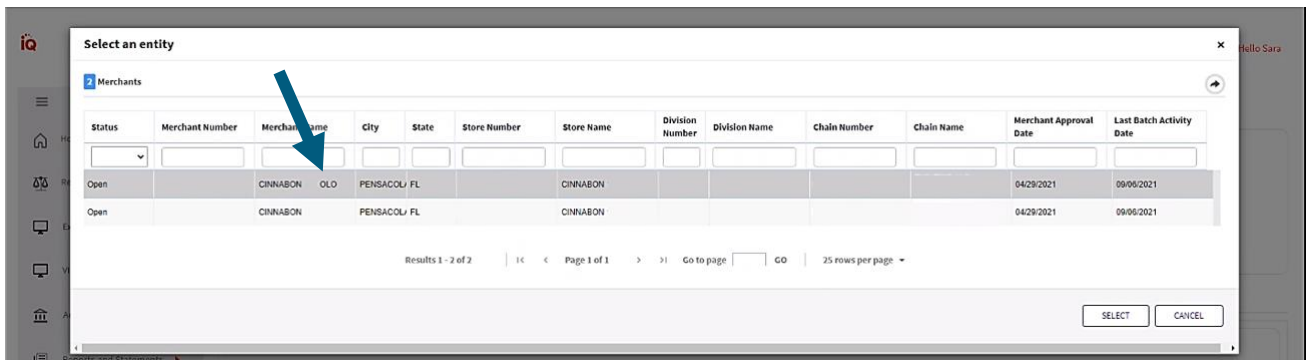 iQ
Select an entity
×
Hello Sara
2 Merchants
Status Merchant Number Merchant Name City State Store Number Store Name Division Number Division Name Chain Number Chain Name Merchant Approval Date Last Batch Activity Date
Open CINNABON OLO PENSACOL FL CINNABON 04/29/2021 09/06/2021
Open CINNABON PENSACOL FL CINNABON 04/29/2021 09/06/2021
Results 1 - 2 of 2 Page 1 of 1 Go to page GO 25 rows per page
SELECT CANCEL
Reports and Statements